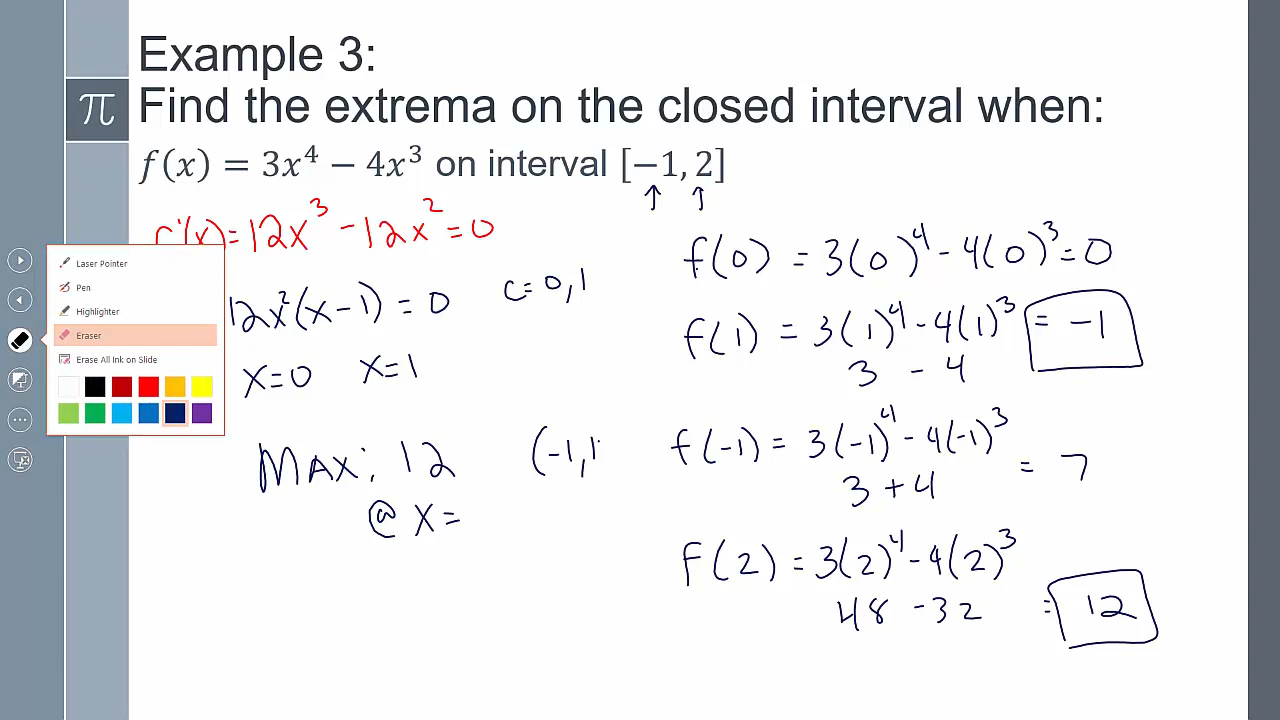 Example 3:
π Find the extrema on the closed interval when:
f(x) = 3x⁴ − 4x³ on interval [−1, 2]
f'(x) = 12x³ - 12x² = 0
12x²(x - 1) = 0
c = 0, 1
x = 0 x = 1
Laser Pointer
Pen
Highlighter
Eraser
Erase All Ink on Slide
MAX: 12
@ x =
(-1, 1
f(0) = 3(0)⁴ - 4(0)³ = 0
f(1) = 3(1)⁴ - 4(1)³ = -1
3 - 4
f(-1) = 3(-1)⁴ - 4(-1)³
3 + 4 = 7
f(2) = 3(2)⁴ - 4(2)³
48 - 32 = 12